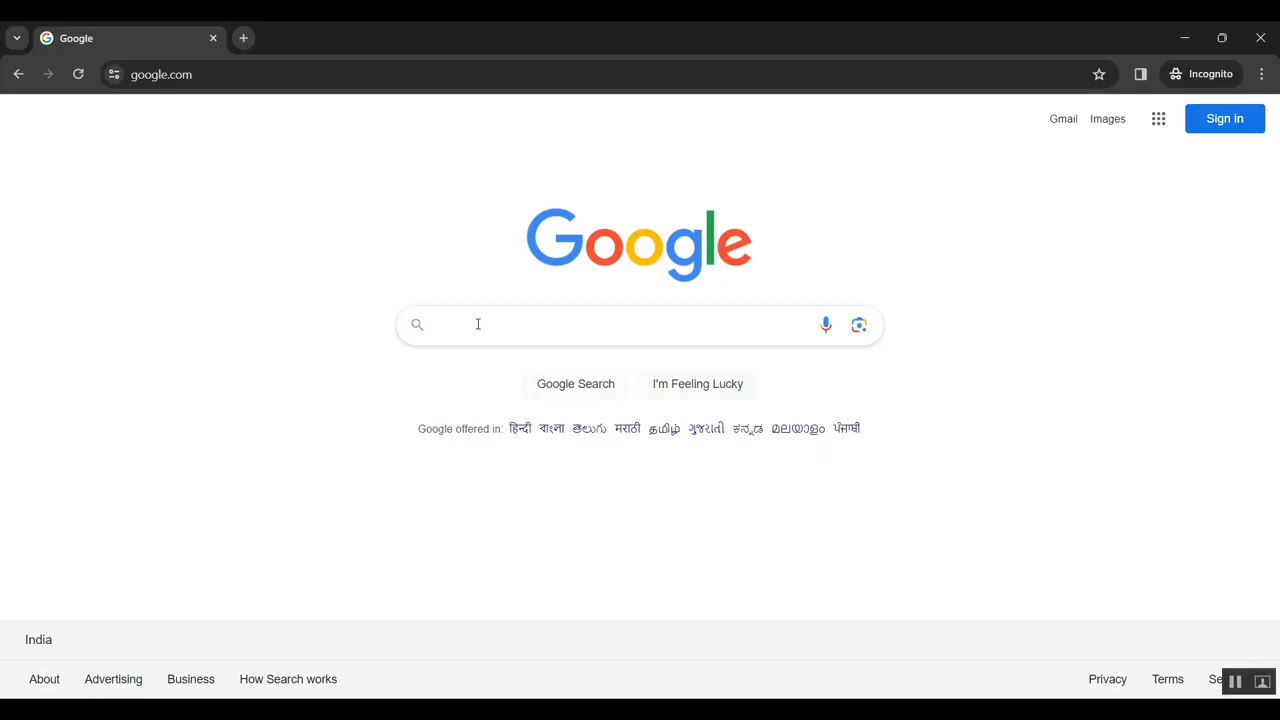 Google
google.com
Incognito
Gmail Images Sign in
Google
Google Search I'm Feeling Lucky
Google offered in: हिन्दी বাংলা తెలుగు मराठी தமிழ் ગુજરાતી ಕನ್ನಡ മലയാളം ਪੰਜਾਬੀ
India
About Advertising Business How Search works Privacy Terms Se